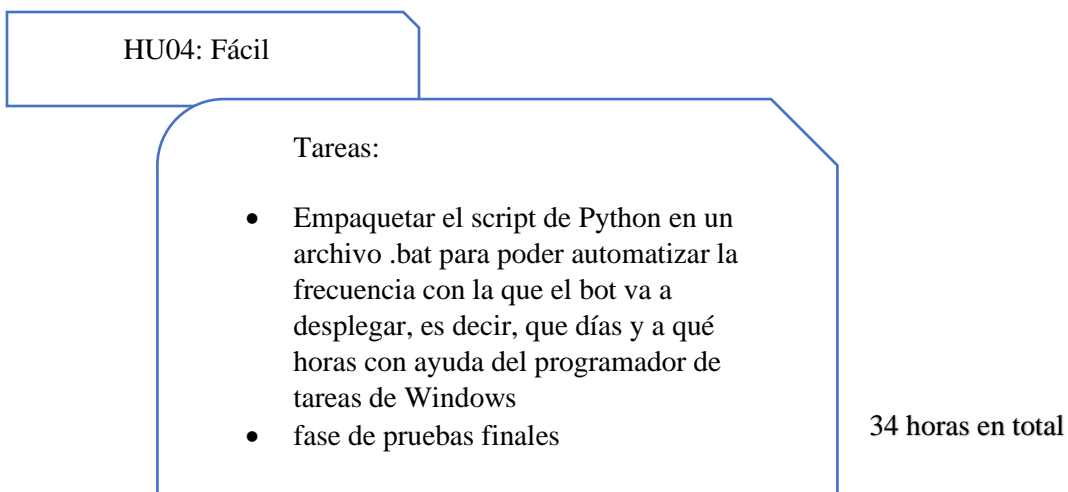 HU04: Fácil
Tareas:
• Empaquetar el script de Python en un
archivo .bat para poder automatizar la
frecuencia con la que el bot va a
desplegar, es decir, que días y a qué
horas con ayuda del programador de
tareas de Windows
• fase de pruebas finales
34 horas en total